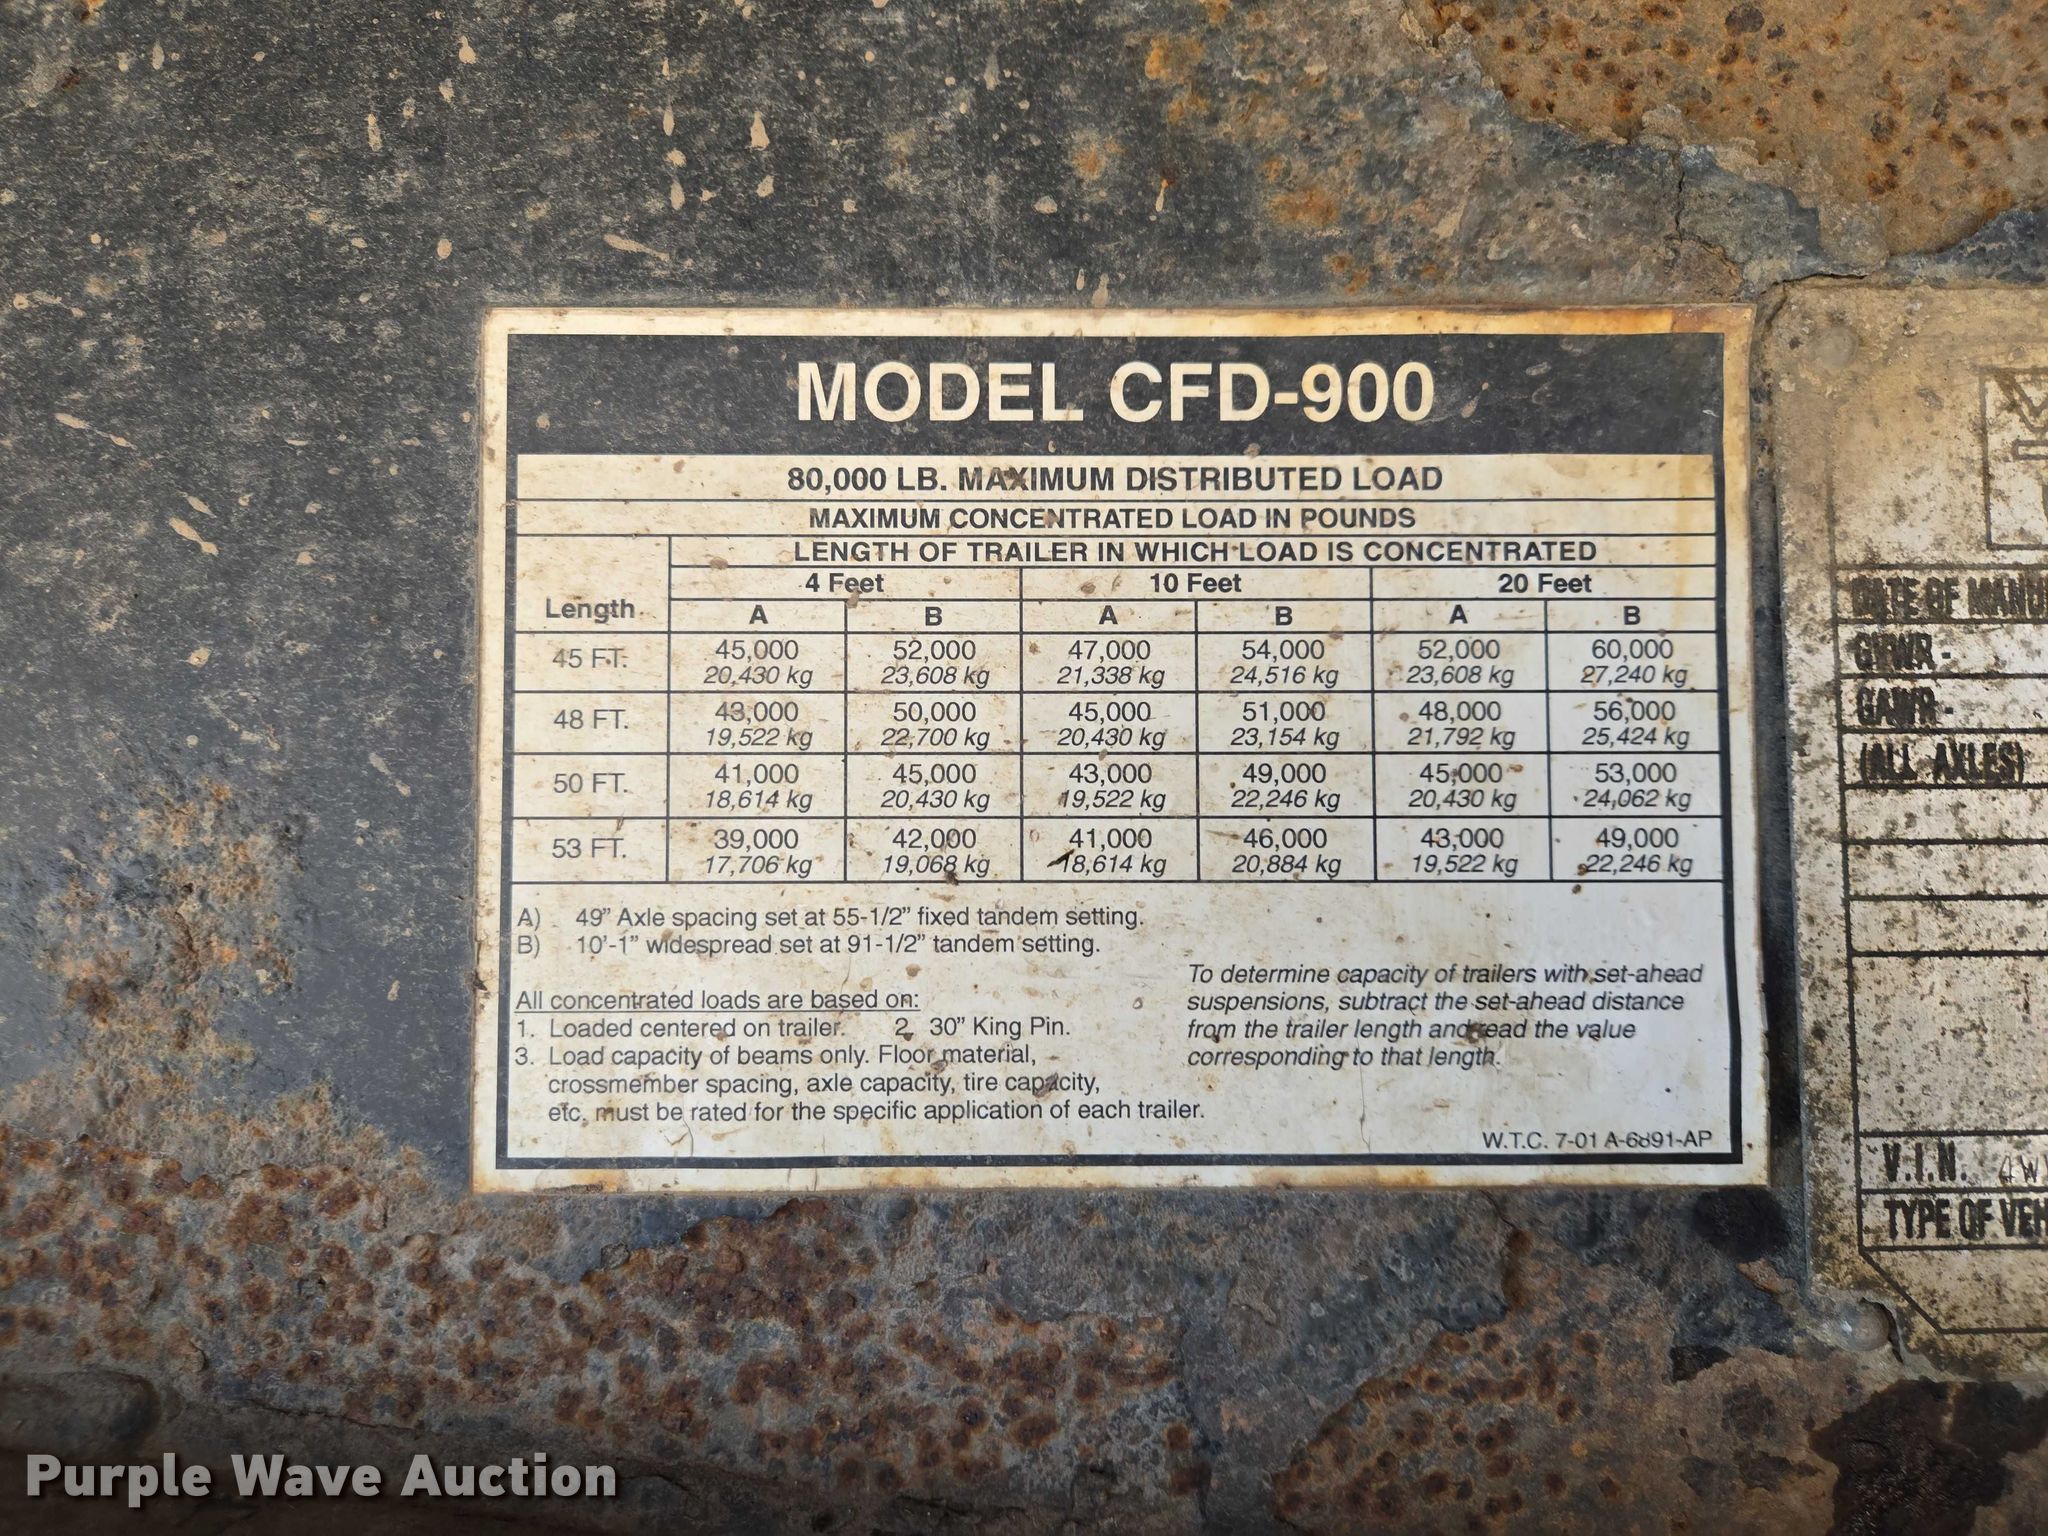 MODEL CFD-900
80,000 LB. MAXIMUM DISTRIBUTED LOAD
MAXIMUM CONCENTRATED LOAD IN POUNDS
LENGTH OF TRAILER IN WHICH LOAD IS CONCENTRATED
4 Feet 10 Feet 20 Feet
Length A B A B A B
45 FT. 45,000 52,000 47,000 54,000 52,000 60,000
20,430 kg 23,608 kg 21,338 kg 24,516 kg 23,608 kg 27,240 kg
48 FT. 43,000 50,000 45,000 51,000 48,000 56,000
19,522 kg 22,700 kg 20,430 kg 23,154 kg 21,792 kg 25,424 kg
50 FT. 41,000 45,000 43,000 49,000 45,000 53,000
18,614 kg 20,430 kg 19,522 kg 22,246 kg 20,430 kg 24,062 kg
53 FT. 39,000 42,000 41,000 46,000 43,000 49,000
17,706 kg 19,068 kg 18,614 kg 20,884 kg 19,522 kg 22,246 kg
A) 49" Axle spacing set at 55-1/2" fixed tandem setting.
B) 10'-1" widespread set at 91-1/2" tandem setting.
All concentrated loads are based on:
1. Loaded centered on trailer. 2. 30" King Pin.
3. Load capacity of beams only. Floor material,
crossmember spacing, axle capacity, tire capacity,
etc. must be rated for the specific application of each trailer.
To determine capacity of trailers with set-ahead
suspensions, subtract the set-ahead distance
from the trailer length and read the value
corresponding to that length.
W.T.C. 7-01 A-6891-AP
DATE OF MANU
GVWR -
GAWR -
(ALL AXLES)
V.I.N. 4W
TYPE OF VEH
Purple Wave Auction